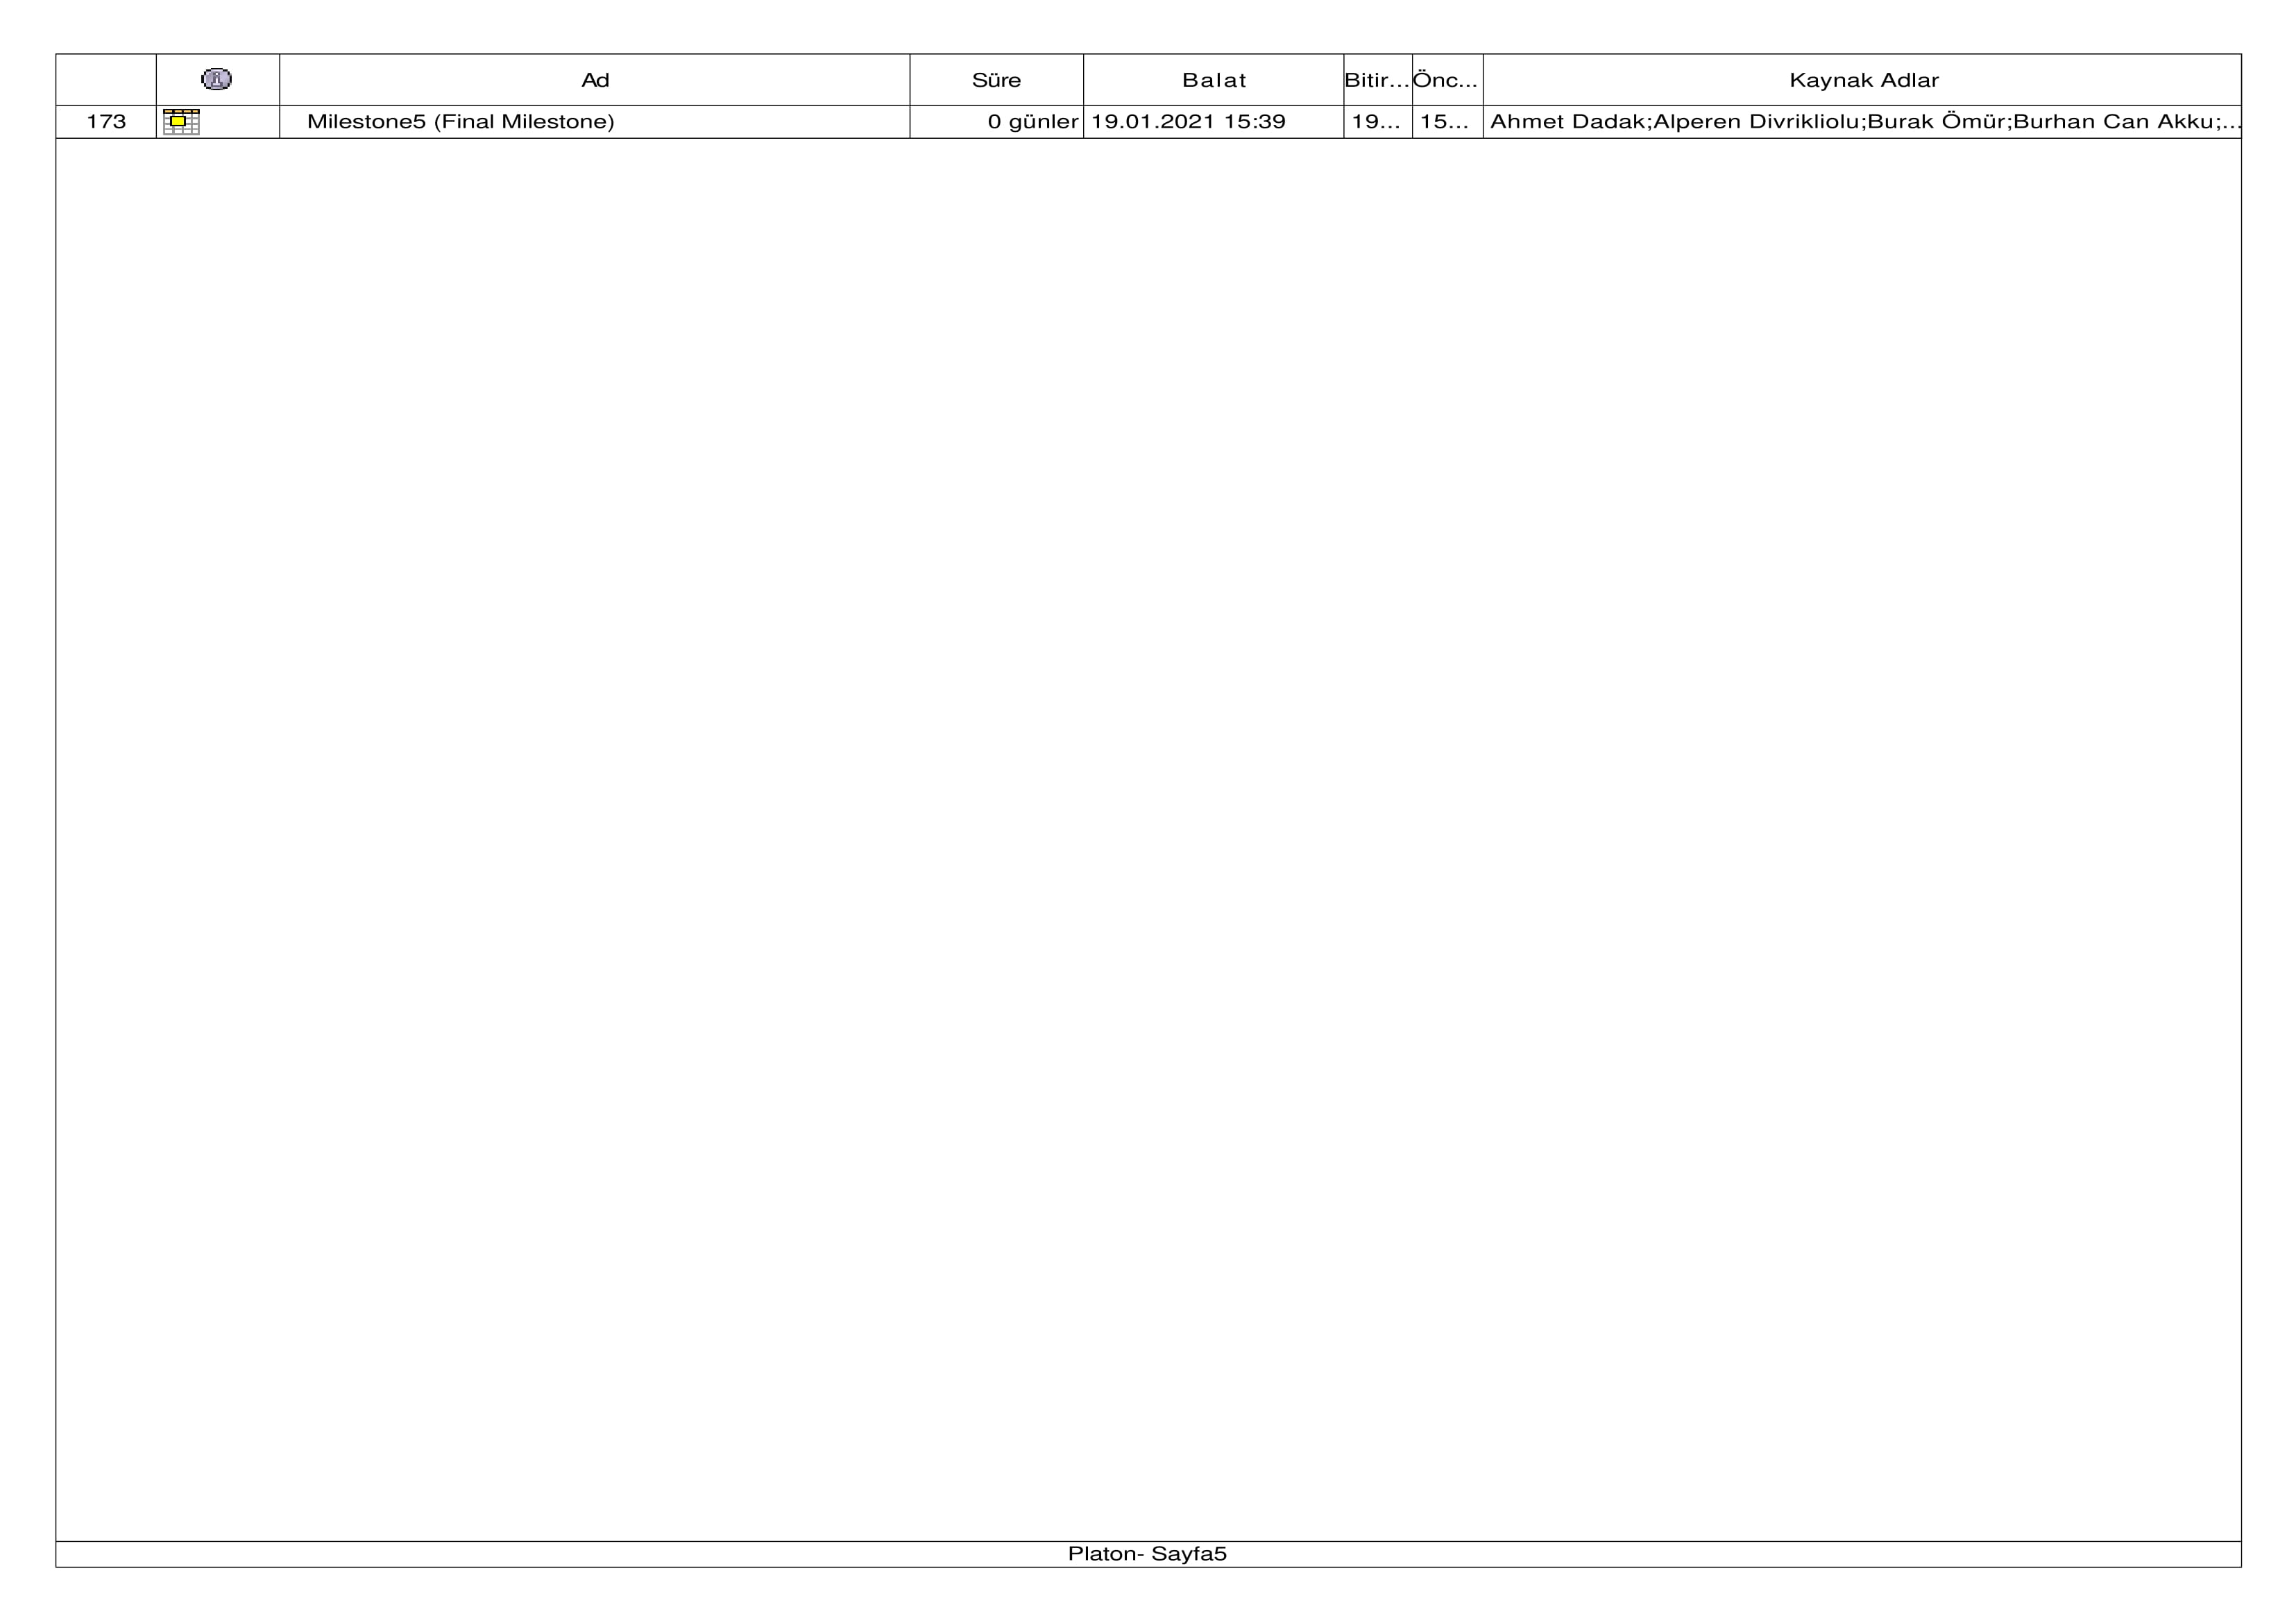 Ad Süre Balat Bitir... Önc... Kaynak Adlar
173 Milestone5 (Final Milestone) 0 günler 19.01.2021 15:39 19... 15... Ahmet Dadak;Alperen Divrikliolu;Burak Ömür;Burhan Can Akku;...
Platon- Sayfa5